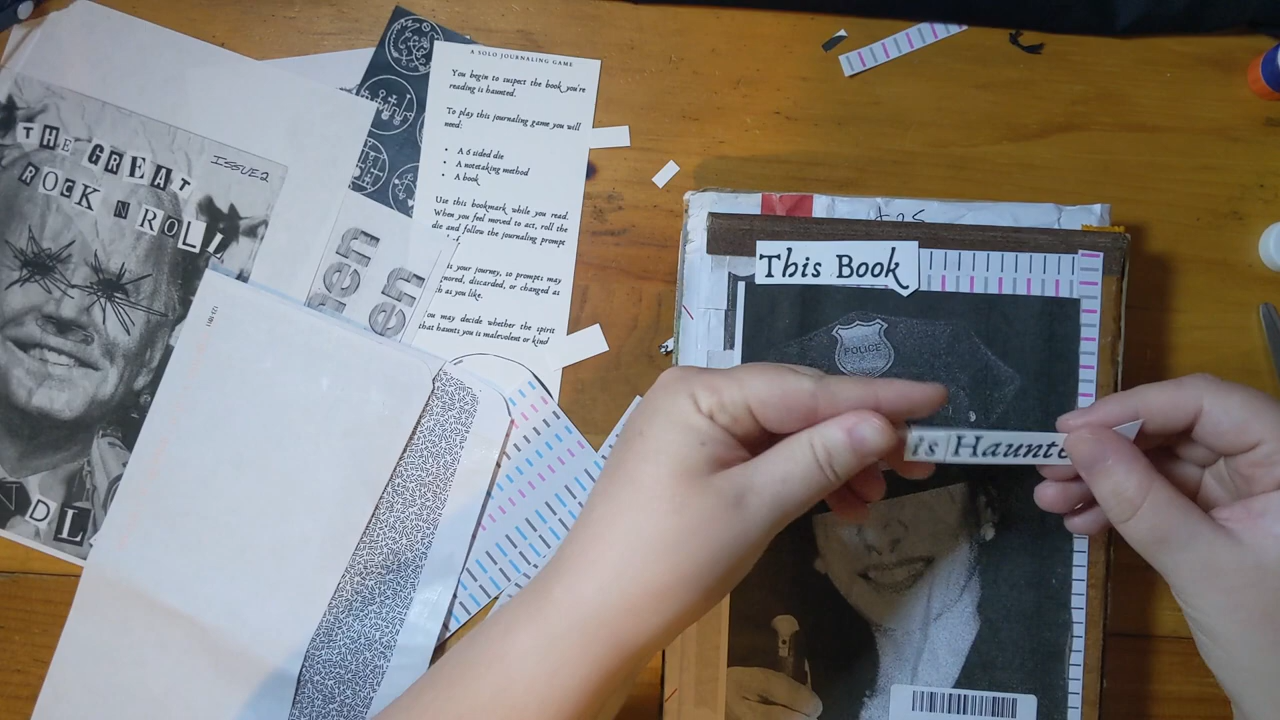 THE GREAT
ISSUE 2
ROCK N ROLL
NDL
A SOLO JOURNALING GAME
You begin to suspect the book you're
reading is haunted.
To play this journaling game you will
need:
• A 6 sided die
• A notetaking method
• A book
Use this bookmark while you read.
When you feel moved to act, roll the
die and follow the journaling prompt
is your journey, so prompts may
nored, discarded, or changed as
h as you like.
ou may decide whether the spirit
that haunts you is malevolent or kind
en
This Book
POLICE
is Haunte